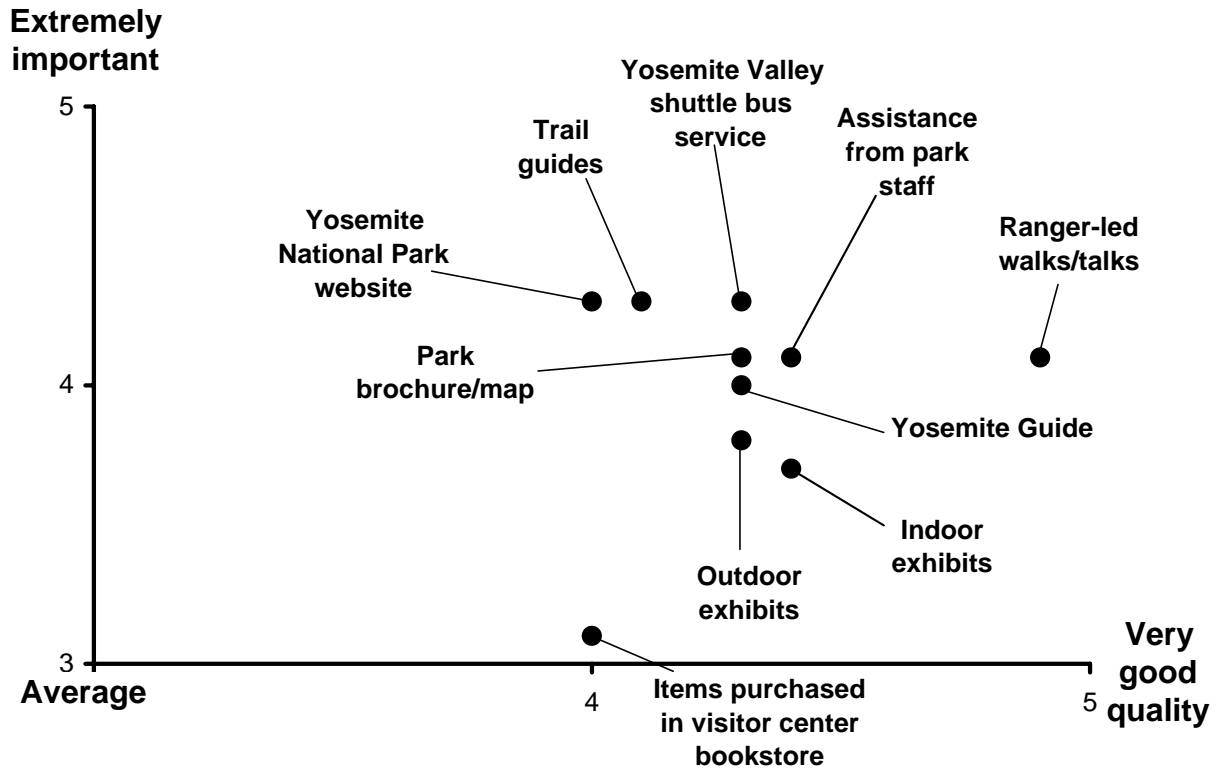 Extremely
important
5
Yosemite Valley
shuttle bus
service
Trail
guides
Assistance
from park
staff
Yosemite
National Park
website
Ranger-led
walks/talks
Park
brochure/map
4
Yosemite Guide
Indoor
exhibits
Outdoor
exhibits
3
Average
4
Items purchased
in visitor center
bookstore
5
Very
good
quality